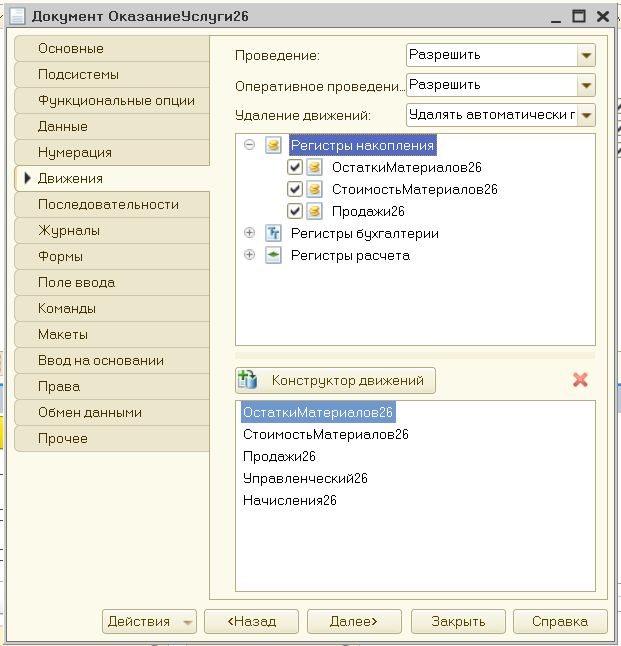 Документ ОказаниеУслуги26
Основные
Подсистемы
Функциональные опции
Данные
Нумерация
Движения
Последовательности
Журналы
Формы
Поле ввода
Команды
Макеты
Ввод на основании
Права
Обмен данными
Прочее
Проведение: Разрешить
Оперативное проведени... Разрешить
Удаление движений: Удалять автоматически г
Регистры накопления
ОстаткиМатериалов26
СтоимостьМатериалов26
Продажи26
Регистры бухгалтерии
Регистры расчета
Конструктор движений
ОстаткиМатериалов26
СтоимостьМатериалов26
Продажи26
Управленческий26
Начисления26
Действия <Назад Далее> Закрыть Справка